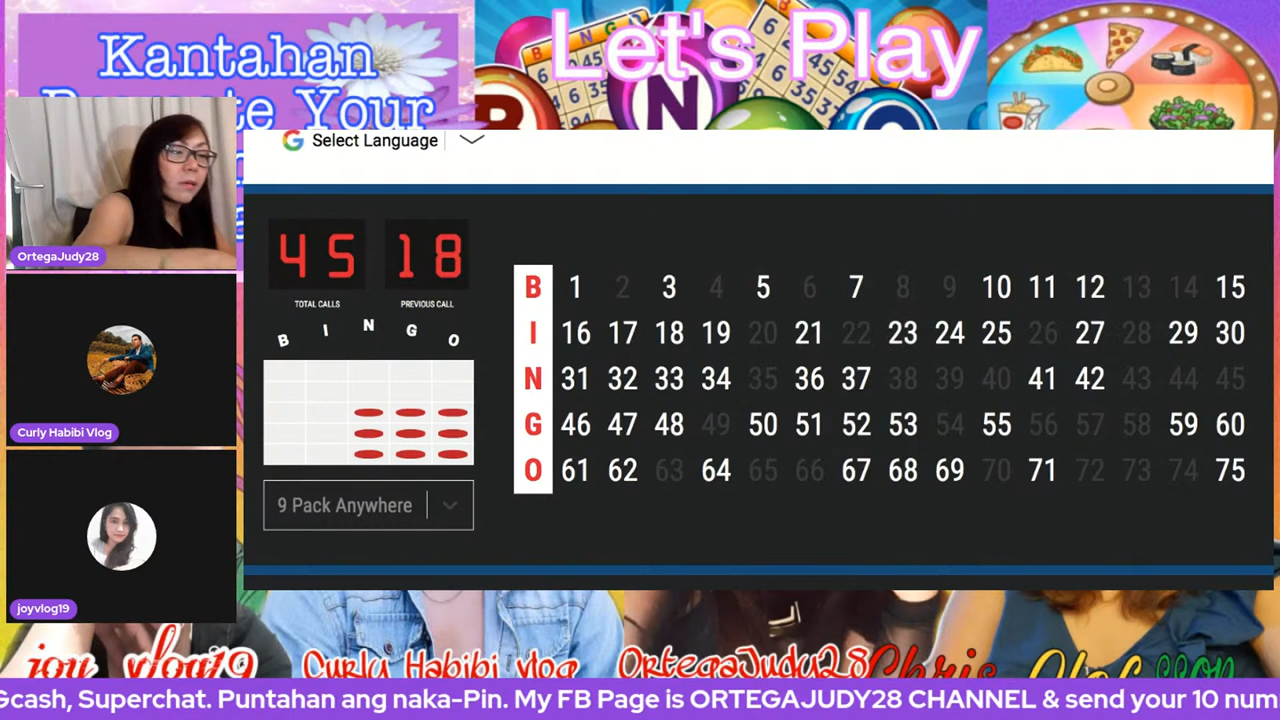 Kantahan
Let's Play
Select Language
OrtegaJudy28
45 18
TOTAL CALLS PREVIOUS CALL
B I N G O
B 1 2 3 4 5 6 7 8 9 10 11 12 13 14 15
I 16 17 18 19 20 21 22 23 24 25 26 27 28 29 30
N 31 32 33 34 35 36 37 38 39 40 41 42 43 44 45
G 46 47 48 49 50 51 52 53 54 55 56 57 58 59 60
O 61 62 63 64 65 66 67 68 69 70 71 72 73 74 75
9 Pack Anywhere
Curly Habibi Vlog
joyvlog19
joy vlog19 Curly Habibi vlog OrtegaJudy28 Chris
Gcash, Superchat. Puntahan ang naka-Pin. My FB Page is ORTEGAJUDY28 CHANNEL & send your 10 num